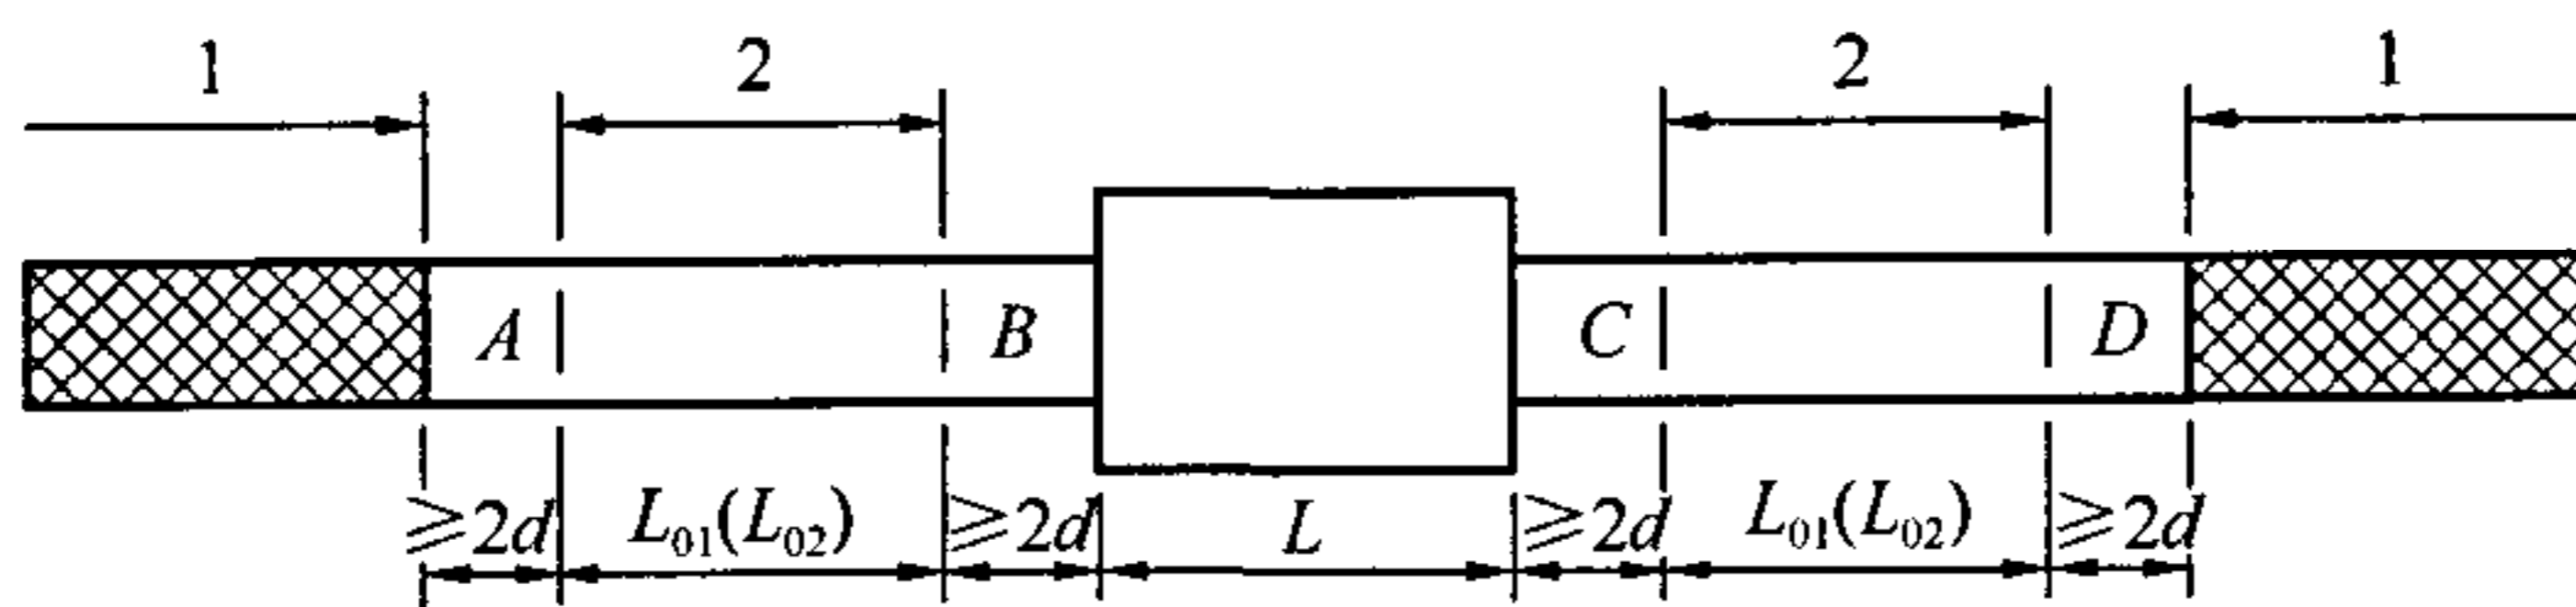 1 2 2 1
A B C D
≥2d L₀₁(L₀₂) ≥2d L ≥2d L₀₁(L₀₂) ≥2d